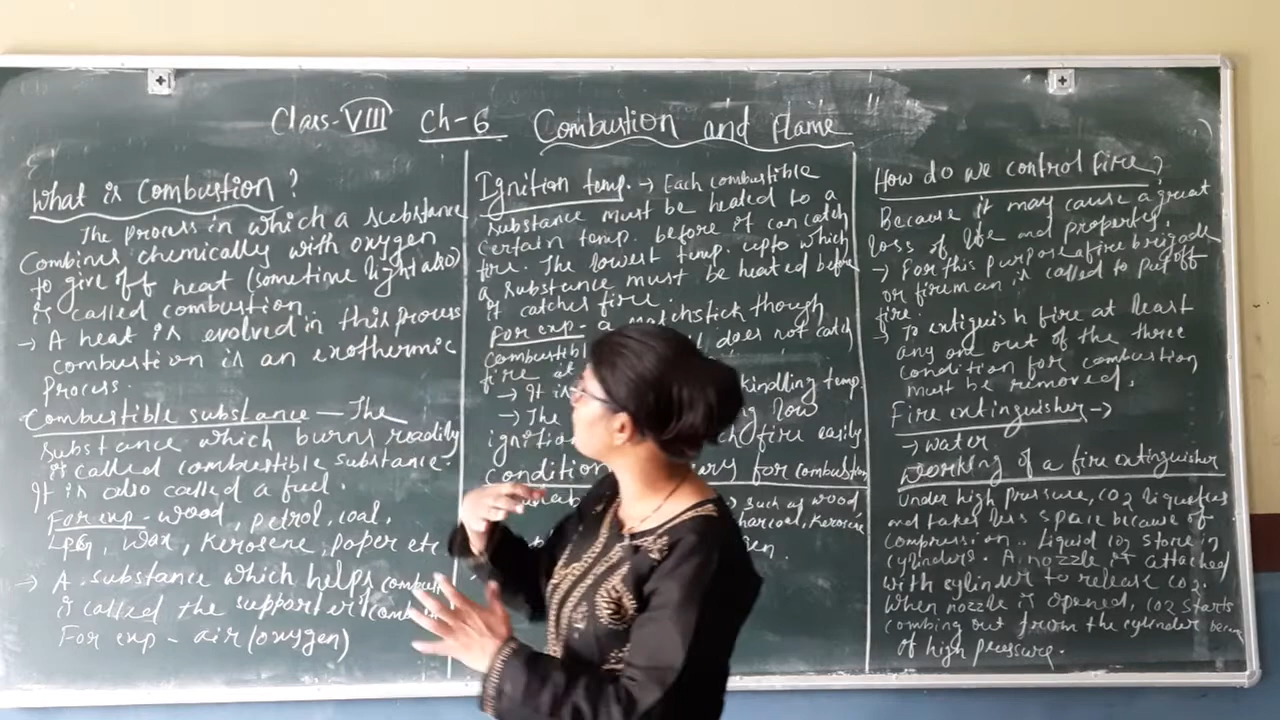 Class-VIII Ch-6 Combustion and Flame
What is Combustion?
The process in which a substance
Combines chemically with oxygen
to give off heat (sometime light also)
is called combustion.
→ A heat is evolved in this process
combustion is an exothermic
process.
Combustible substance — The
substance which burns readily
is called combustible substance.
It is also called a fuel.
For exp - wood, petrol, coal,
LPG, Wax, Kerosene, paper etc
→ A substance which helps
is called the supporter
For exp - air (oxygen)
Ignition temp. → Each combustible
substance must be heated to a
certain temp. before it can catch
fire. The lowest temp. upto which
a substance must be heated before
it catches fire.
For exp - a matchstick though
does not catch
fire at
→ It is kindling temp.
→ The low
fire easily
Condition for combustion
→ such as wood,
charcoal, Kerosene
How do we control fire?
Because it may cause a great
loss of life and property.
→ For this purpose a fire brigade
or fireman is called to put off
fire.
→ To extiguish fire at least
any one out of the three
condition for combustion
must be removed.
Fire extinguisher →
→ water
Working of a fire extinguisher
Under high pressure, CO2 liquefies
and takes less space because of
compression. Liquid CO2 store in
cylinders. A nozzle is attached
with cylinder to release CO2.
When nozzle is opened, CO2 starts
combing out from the cylinder
of high pressure.